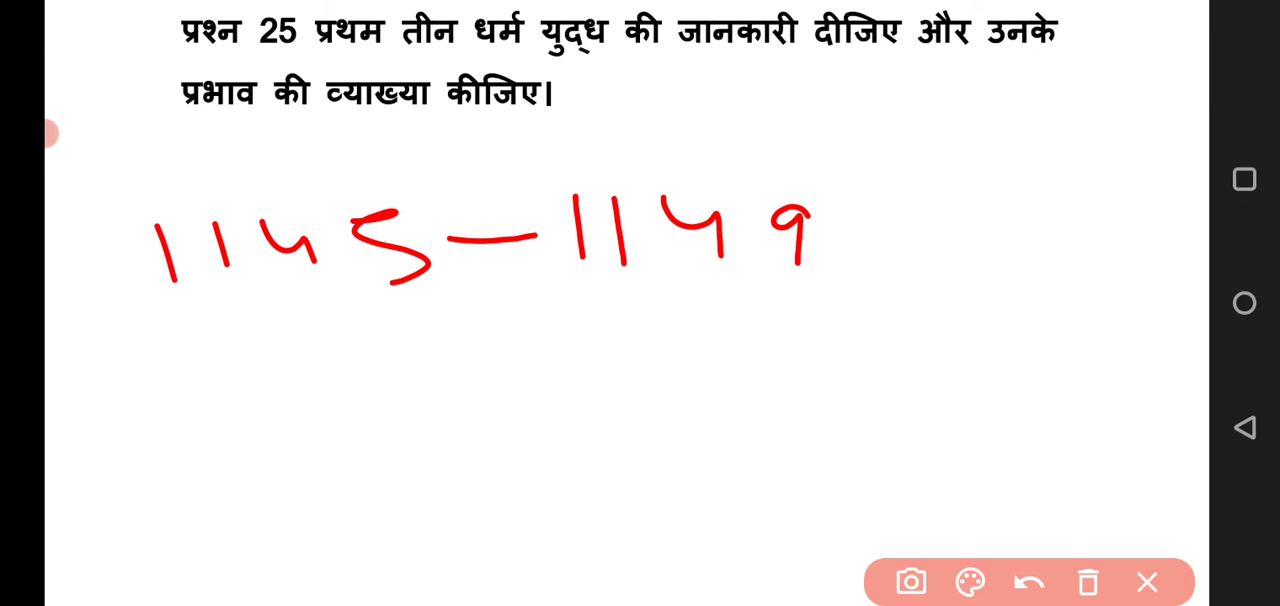 प्रश्न 25 प्रथम तीन धर्म युद्ध की जानकारी दीजिए और उनके
प्रभाव की व्याख्या कीजिए।
1145-1149